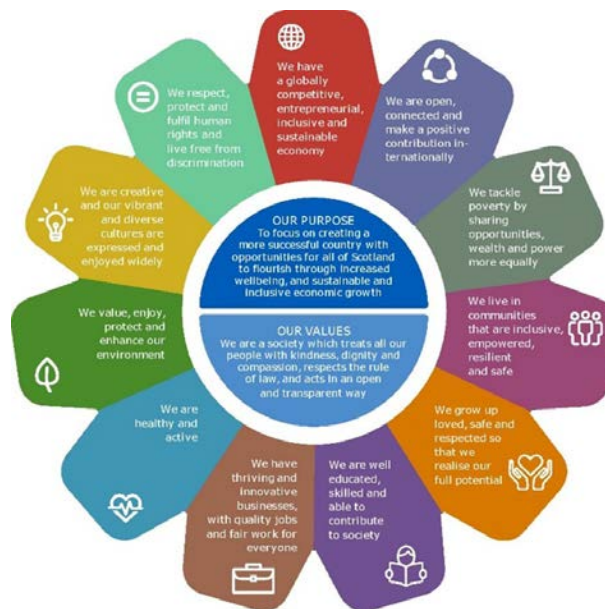 We have
a globally
competitive,
entrepreneurial,
inclusive and
sustainable
economy
We are open,
connected and
make a positive
contribution in-
ternationally
We tackle
poverty by
sharing
opportunities,
wealth and power
more equally
We live in
communities
that are inclusive,
empowered,
resilient
and safe
We grow up
loved, safe and
respected so
that we
realise our
full potential
We are well
educated,
skilled and
able to
contribute
to society
We have
thriving and
innovative
businesses,
with quality jobs
and fair work for
everyone
We are
healthy and
active
We value, enjoy,
protect and
enhance our
environment
We are creative
and our vibrant
and diverse
cultures are
expressed and
enjoyed widely
We respect,
protect and
fulfil human
rights and
live free from
discrimination
OUR PURPOSE
To focus on creating a
more successful country with
opportunities for all of Scotland
to flourish through increased
wellbeing, and sustainable and
inclusive economic growth
OUR VALUES
We are a society which treats all our
people with kindness, dignity and
compassion, respects the rule
of law, and acts in an open
and transparent way